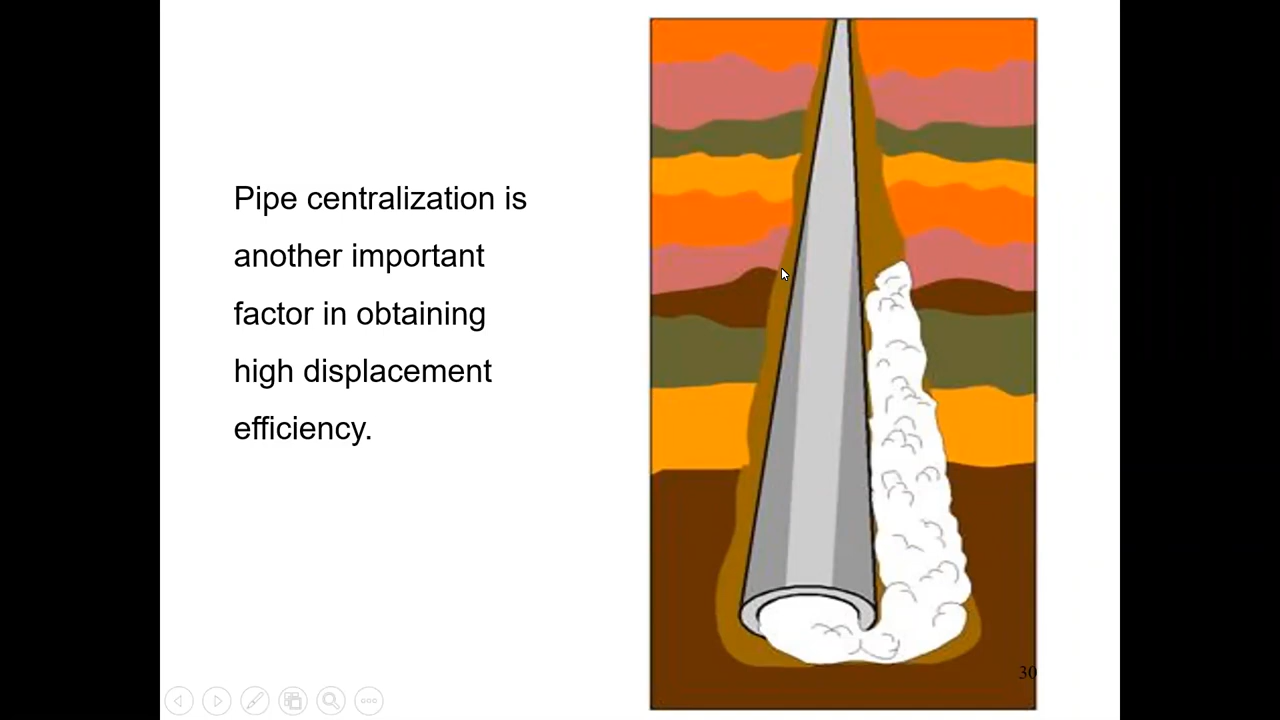 Pipe centralization is
another important
factor in obtaining
high displacement
efficiency.
30